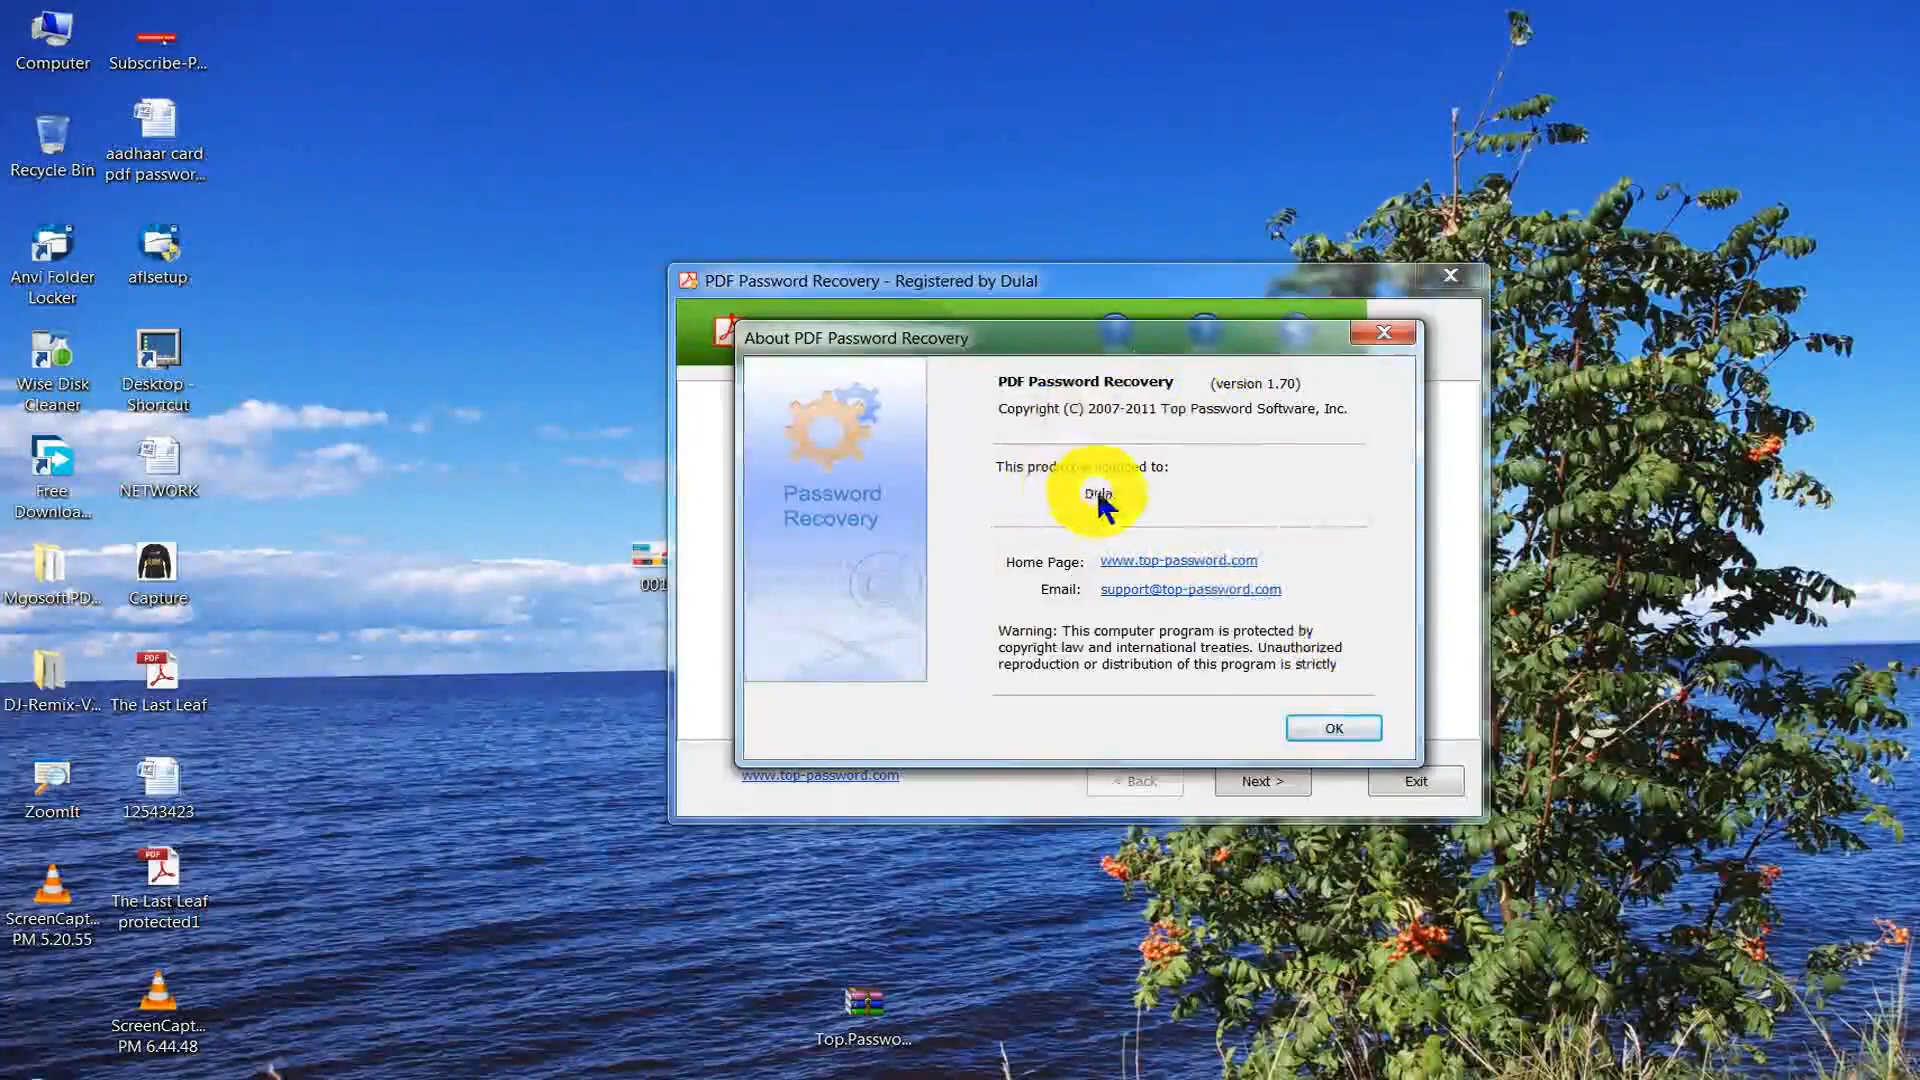 Computer
Subscribe-P...
Recycle Bin
aadhaar card
pdf passwor...
Anvi Folder
Locker
aflsetup
Wise Disk
Cleaner
Desktop -
Shortcut
Free
Downloa...
NETWORK
MgosoftPD...
Capture
DJ-Remix-V...
PDF
The Last Leaf
ZoomIt
12543423
PDF
The Last Leaf
protected1
ScreenCapt...
PM 5.20.55
ScreenCapt...
PM 6.44.48
001
Top.Passwo...
PDF Password Recovery - Registered by Dulal
About PDF Password Recovery
Password
Recovery
PDF Password Recovery (version 1.70)
Copyright (C) 2007-2011 Top Password Software, Inc.
This to:
Home Page: www.top-password.com
Email: support@top-password.com
Warning: This computer program is protected by
copyright law and international treaties. Unauthorized
reproduction or distribution of this program is strictly
OK
www.top-password.com
< Back
Next >
Exit